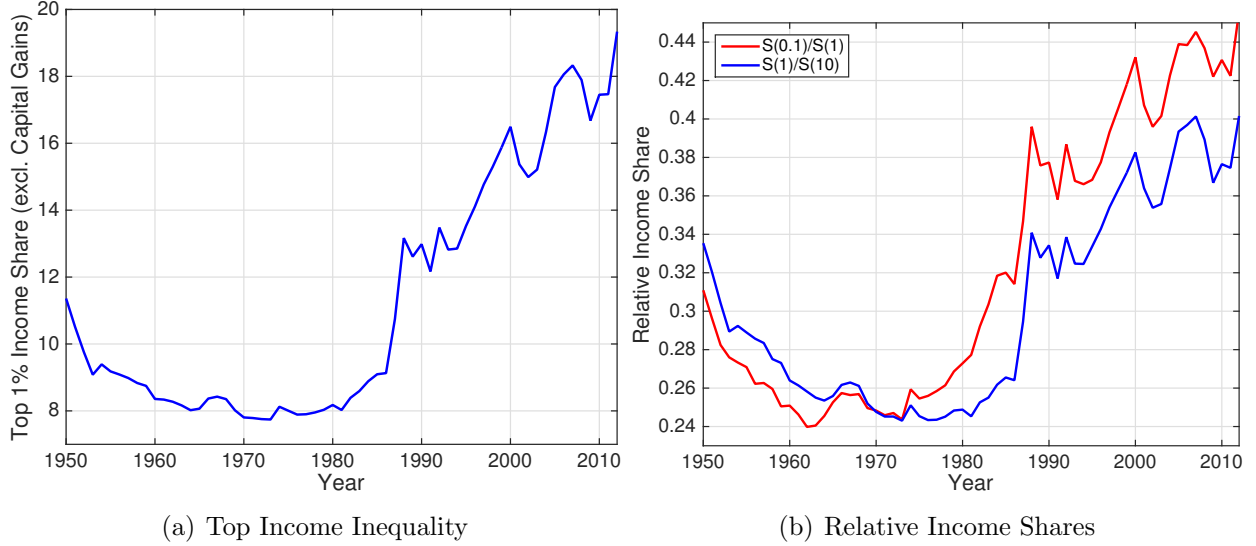 20
18
16
14
12
10
8
Top 1% Income Share (excl. Capital Gains)
1950 1960 1970 1980 1990 2000 2010
Year
(a) Top Income Inequality
S(0.1)/S(1)
S(1)/S(10)
0.44
0.42
0.4
0.38
0.36
0.34
0.32
0.3
0.28
0.26
0.24
Relative Income Share
1950 1960 1970 1980 1990 2000 2010
Year
(b) Relative Income Shares